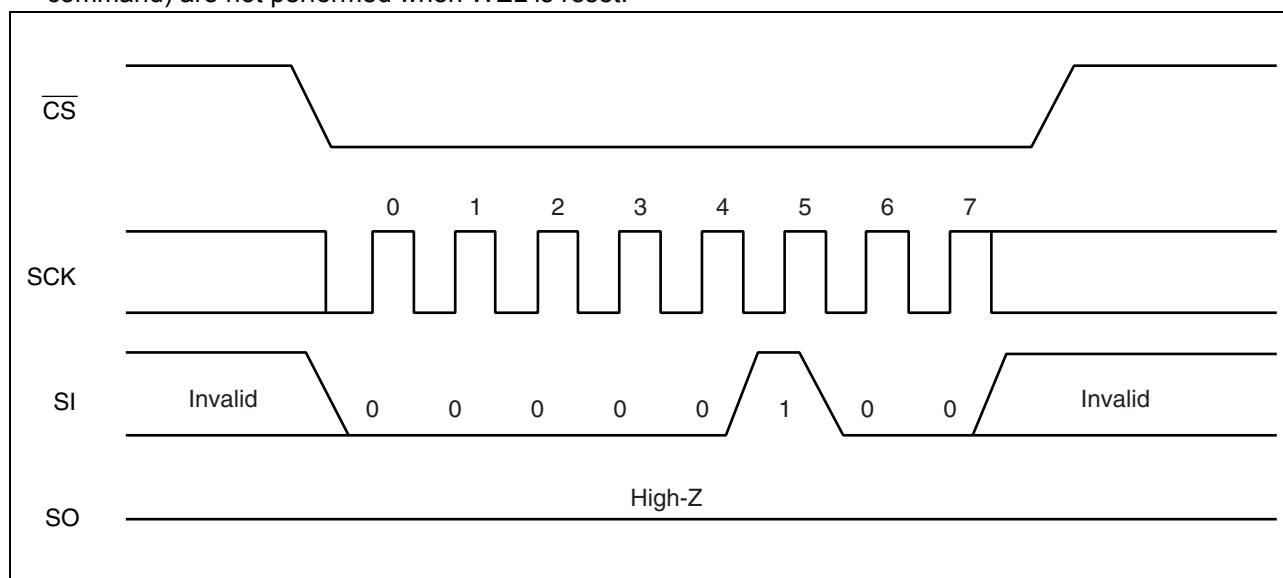 command) are not performed when WEL is reset.
CS
0 1 2 3 4 5 6 7
SCK
SI Invalid 0 0 0 0 0 1 0 0 Invalid
High-Z
SO